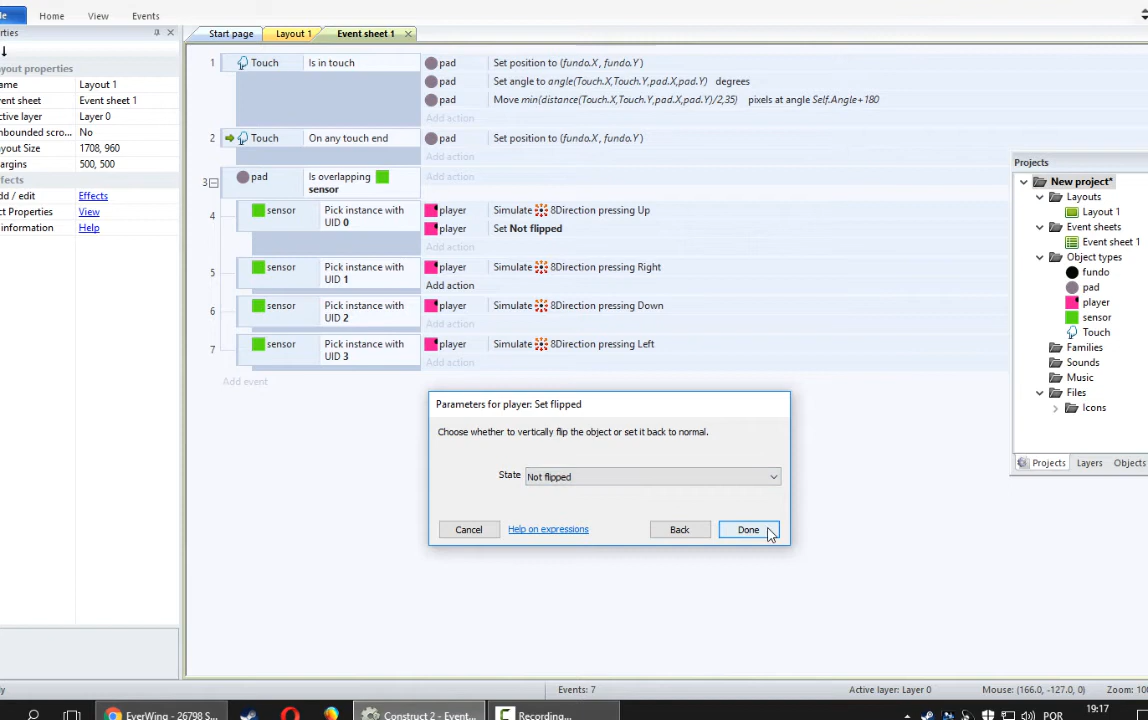 Home View Events
Start page Layout 1 Event sheet 1
Layout 1
Event sheet 1
Layer 0
No
1708, 960
500, 500
Effects
View
Help
1 Touch Is in touch pad Set position to (fundo.X, fundo.Y)
pad Set angle to angle(Touch.X,Touch.Y,pad.X,pad.Y) degrees
pad Move min(distance(Touch.X,Touch.Y,pad.X,pad.Y)/2,35) pixels at angle Self.Angle+180
Add action
2 Touch On any touch end pad Set position to (fundo.X, fundo.Y)
Add action
3 pad Is overlapping sensor Add action
4 sensor Pick instance with UID 0 player Simulate 8Direction pressing Up
player Set Not flipped
Add action
5 sensor Pick instance with UID 1 player Simulate 8Direction pressing Right
Add action
6 sensor Pick instance with UID 2 player Simulate 8Direction pressing Down
Add action
7 sensor Pick instance with UID 3 player Simulate 8Direction pressing Left
Add action
Add event
Parameters for player: Set flipped
Choose whether to vertically flip the object or set it back to normal.
State Not flipped
Cancel Help on expressions Back Done
Projects
New project*
Layouts
Layout 1
Event sheets
Event sheet 1
Object types
fundo
pad
player
sensor
Touch
Families
Sounds
Music
Files
Icons
Projects Layers Objects
Events: 7 Active layer: Layer 0 Mouse: (166.0, -127.0, 0) Zoom: 10
EverWing - 26798 S... Construct 2 - Event... Recording... POR 19:17